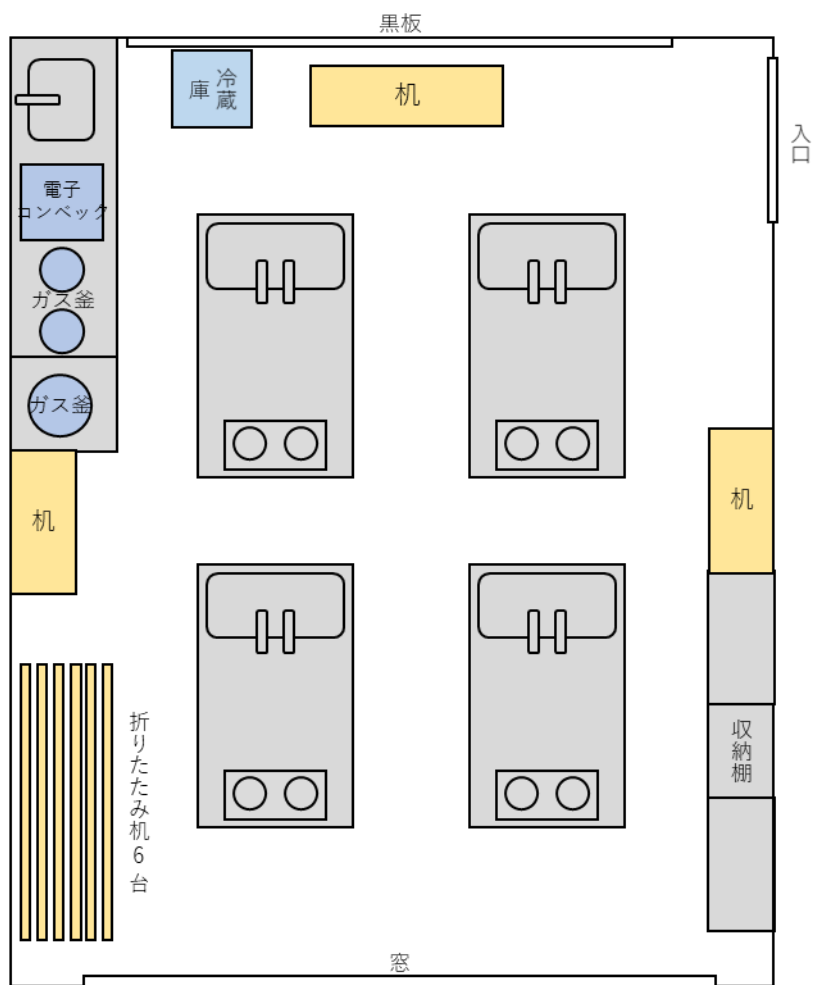 黒板
冷蔵
庫
机
入口
電子
コンベック
ガス釜
ガス釜
机
机
収納棚
折りたたみ机6台
窓